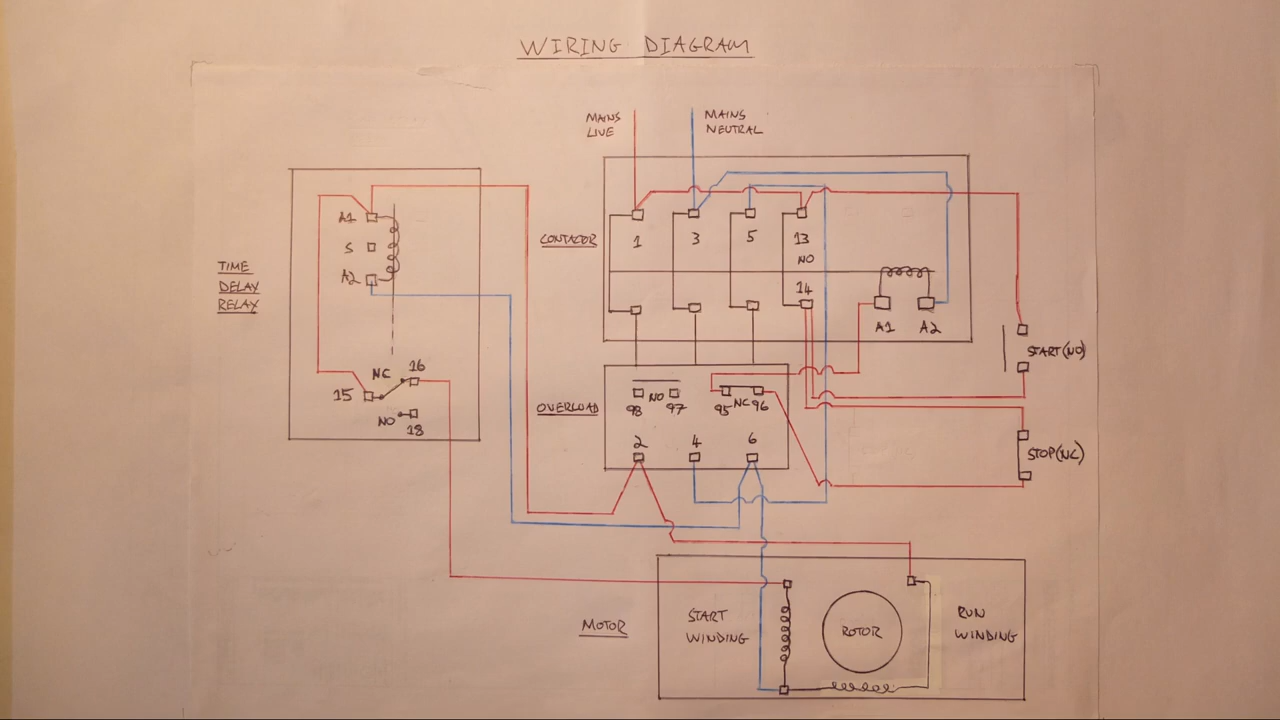 WIRING DIAGRAM
MAINS
LIVE
MAINS
NEUTRAL
CONTACTOR
1
3
5
13
NO
14
A1
A2
TIME
DELAY
RELAY
A1
S
A2
NC
16
15
NO
18
START(NO)
OVERLOAD
98
NO
97
95
NC
96
2
4
6
STOP(NC)
MOTOR
START
WINDING
ROTOR
RUN
WINDING